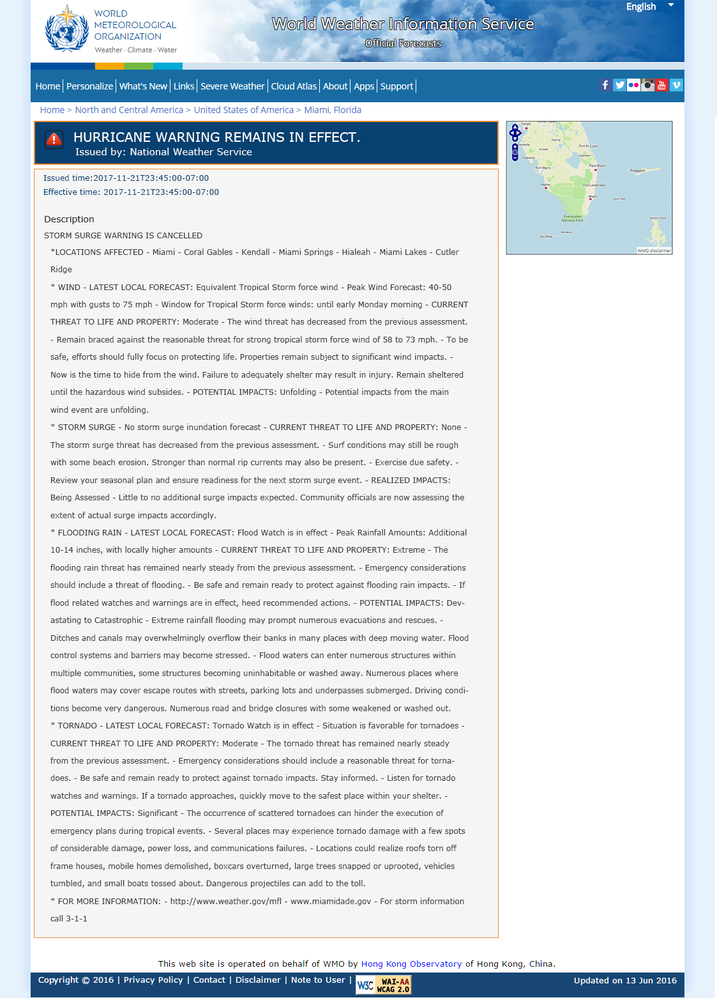 English
WORLD
METEOROLOGICAL
ORGANIZATION
Weather · Climate · Water
World Weather Information Service
Official Forecasts
Home | Personalize | What's New | Links | Severe Weather | Cloud Atlas | About | Apps | Support |
Home > North and Central America > United States of America > Miami, Florida
HURRICANE WARNING REMAINS IN EFFECT.
Issued by: National Weather Service
Issued time:2017-11-21T23:45:00-07:00
Effective time: 2017-11-21T23:45:00-07:00
Description
STORM SURGE WARNING IS CANCELLED
*LOCATIONS AFFECTED - Miami - Coral Gables - Kendall - Miami Springs - Hialeah - Miami Lakes - Cutler
Ridge
* WIND - LATEST LOCAL FORECAST: Equivalent Tropical Storm force wind - Peak Wind Forecast: 40-50
mph with gusts to 75 mph - Window for Tropical Storm force winds: until early Monday morning - CURRENT
THREAT TO LIFE AND PROPERTY: Moderate - The wind threat has decreased from the previous assessment.
- Remain braced against the reasonable threat for strong tropical storm force wind of 58 to 73 mph. - To be
safe, efforts should fully focus on protecting life. Properties remain subject to significant wind impacts. -
Now is the time to hide from the wind. Failure to adequately shelter may result in injury. Remain sheltered
until the hazardous wind subsides. - POTENTIAL IMPACTS: Unfolding - Potential impacts from the main
wind event are unfolding.
* STORM SURGE - No storm surge inundation forecast - CURRENT THREAT TO LIFE AND PROPERTY: None -
The storm surge threat has decreased from the previous assessment. - Surf conditions may still be rough
with some beach erosion. Stronger than normal rip currents may also be present. - Exercise due safety. -
Review your seasonal plan and ensure readiness for the next storm surge event. - REALIZED IMPACTS:
Being Assessed - Little to no additional surge impacts expected. Community officials are now assessing the
extent of actual surge impacts accordingly.
* FLOODING RAIN - LATEST LOCAL FORECAST: Flood Watch is in effect - Peak Rainfall Amounts: Additional
10-14 inches, with locally higher amounts - CURRENT THREAT TO LIFE AND PROPERTY: Extreme - The
flooding rain threat has remained nearly steady from the previous assessment. - Emergency considerations
should include a threat of flooding. - Be safe and remain ready to protect against flooding rain impacts. - If
flood related watches and warnings are in effect, heed recommended actions. - POTENTIAL IMPACTS: Dev-
astating to Catastrophic - Extreme rainfall flooding may prompt numerous evacuations and rescues. -
Ditches and canals may overwhelmingly overflow their banks in many places with deep moving water. Flood
control systems and barriers may become stressed. - Flood waters can enter numerous structures within
multiple communities, some structures becoming uninhabitable or washed away. Numerous places where
flood waters may cover escape routes with streets, parking lots and underpasses submerged. Driving condi-
tions become very dangerous. Numerous road and bridge closures with some weakened or washed out.
* TORNADO - LATEST LOCAL FORECAST: Tornado Watch is in effect - Situation is favorable for tornadoes -
CURRENT THREAT TO LIFE AND PROPERTY: Moderate - The tornado threat has remained nearly steady
from the previous assessment. - Emergency considerations should include a reasonable threat for torna-
does. - Be safe and remain ready to protect against tornado impacts. Stay informed. - Listen for tornado
watches and warnings. If a tornado approaches, quickly move to the safest place within your shelter. -
POTENTIAL IMPACTS: Significant - The occurrence of scattered tornadoes can hinder the execution of
emergency plans during tropical events. - Several places may experience tornado damage with a few spots
of considerable damage, power loss, and communications failures. - Locations could realize roofs torn off
frame houses, mobile homes demolished, boxcars overturned, large trees snapped or uprooted, vehicles
tumbled, and small boats tossed about. Dangerous projectiles can add to the toll.
* FOR MORE INFORMATION: - http://www.weather.gov/mfl - www.miamidade.gov - For storm information
call 3-1-1
Tampa
Sebring
Arcadia
Port St. Lucie
Englewood
Indiantown
Fort Myers
Palm Beach
Freeport
Naples
Fort Lauderdale
Miami
Everglades
National Park
Marathon
Key West
WMO disclaimer
This web site is operated on behalf of WMO by Hong Kong Observatory of Hong Kong, China.
Copyright © 2016 | Privacy Policy | Contact | Disclaimer | Note to User |
W3C WAI-AA
WCAG 2.0
Updated on 13 Jun 2016